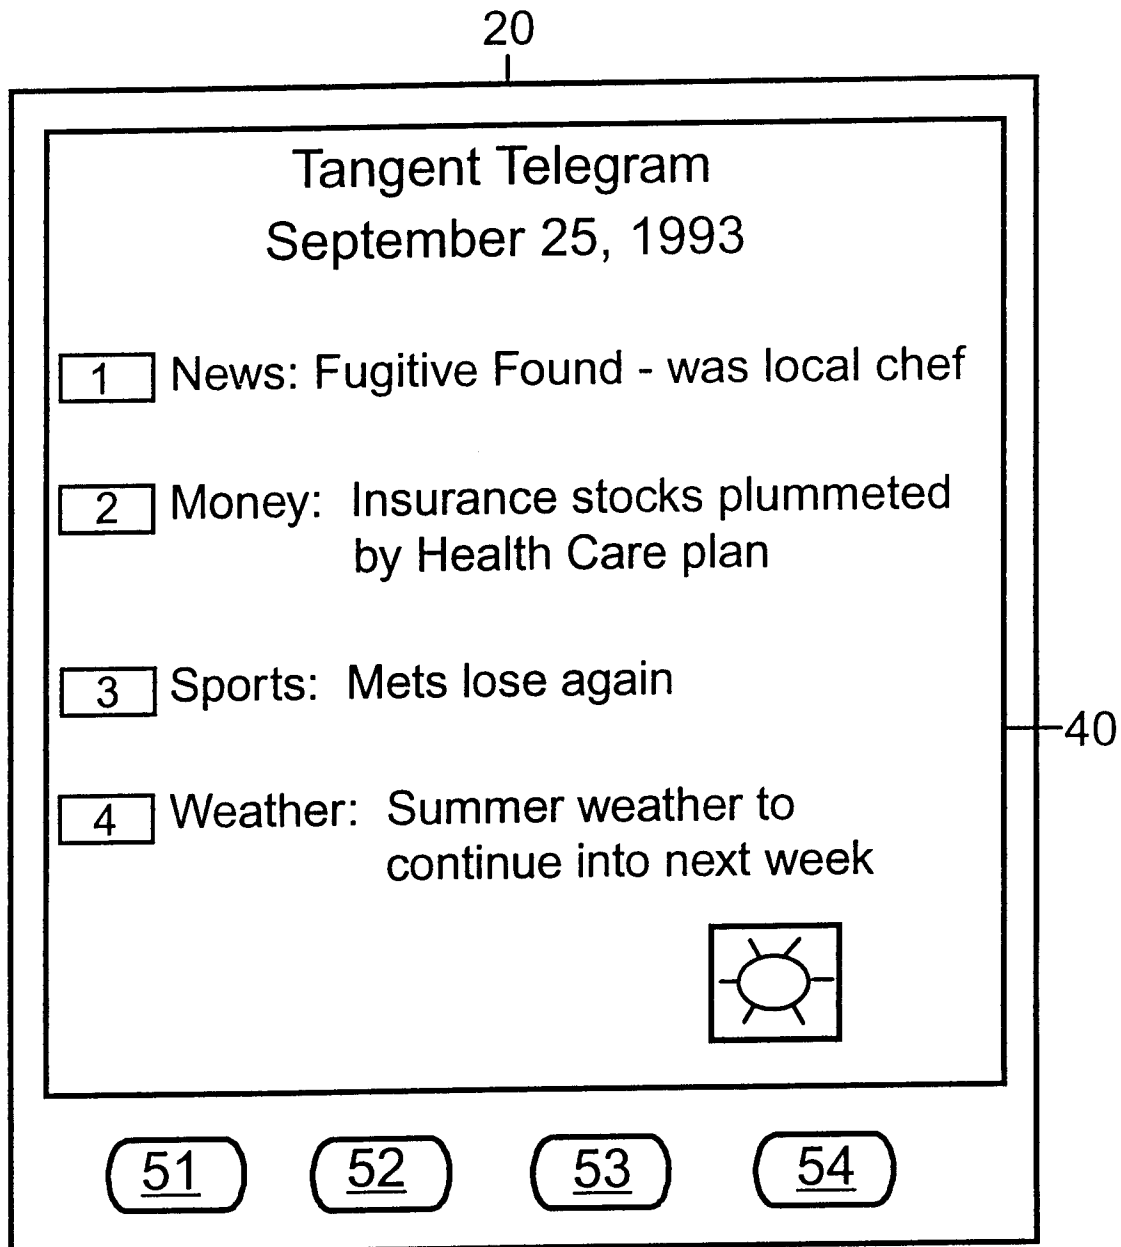 20
Tangent Telegram
September 25, 1993
1 News: Fugitive Found - was local chef
2 Money: Insurance stocks plummeted
by Health Care plan
3 Sports: Mets lose again
40
4 Weather: Summer weather to
continue into next week
51 52 53 54